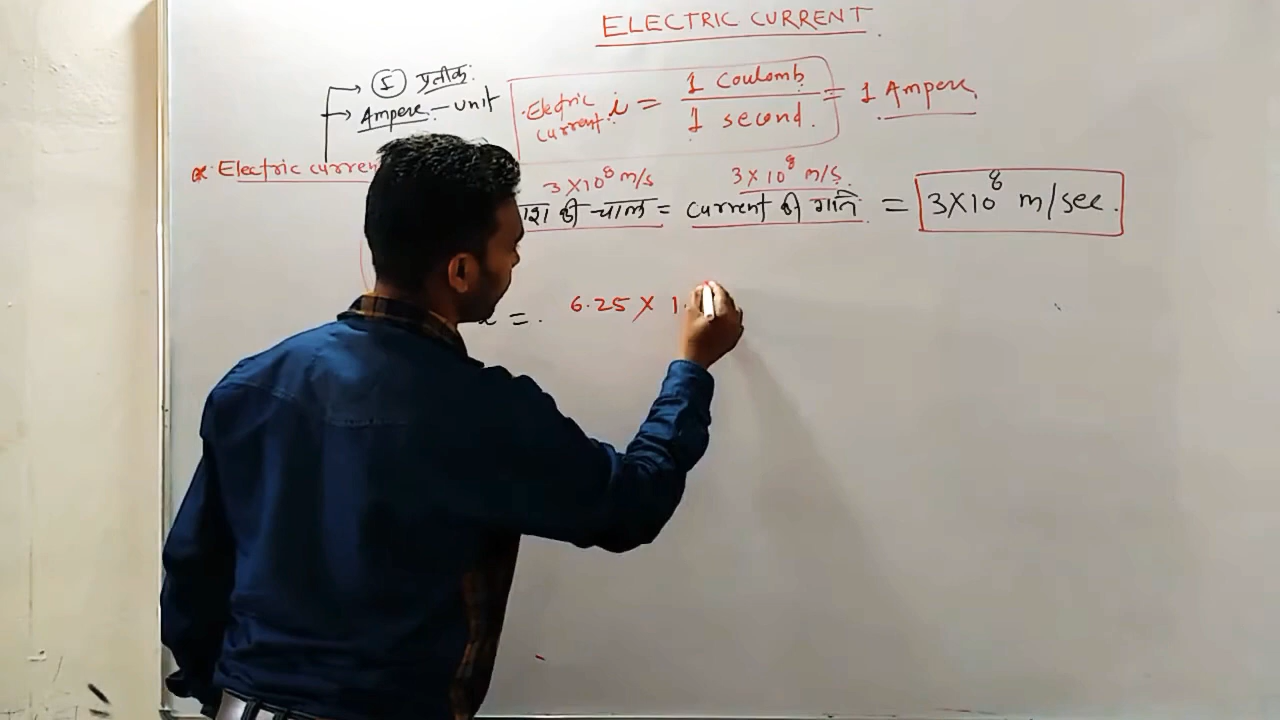 ELECTRIC CURRENT
I प्रतीक
Ampere - unit
Electric current i = 1 Coulomb / 1 second = 1 Ampere
Electric curren
3×10⁸ m/s 3×10⁸ m/s
की चाल = current की गति = 3×10⁸ m/sec.
= 6.25 × 1.